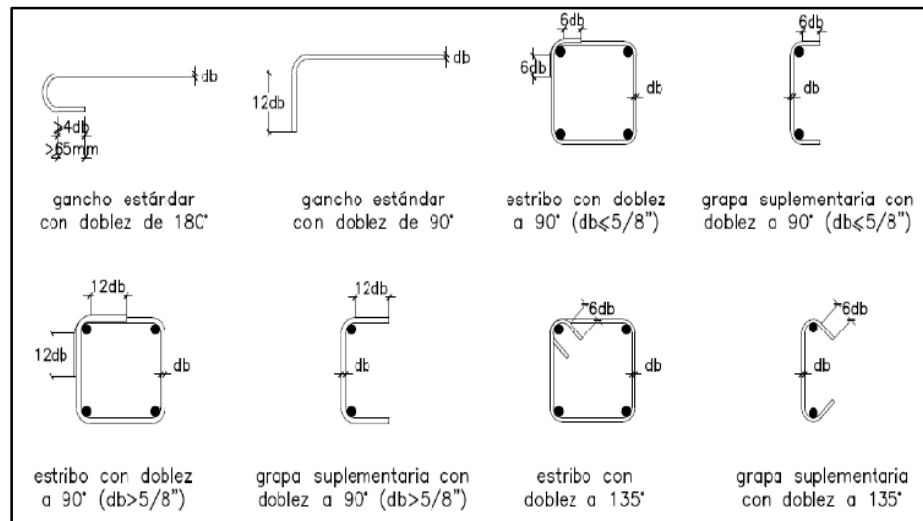 db
≥4db
>65mm
gancho estándar
con doblez de 180°
db
12db
gancho estándar
con doblez de 90°
6db
6db
db
estribo con doblez
a 90° (db≤5/8")
6db
db
grapa suplementaria con
doblez a 90° (db≤5/8")
12db
12db
db
estribo con doblez
a 90° (db>5/8")
12db
db
grapa suplementaria con
doblez a 90° (db>5/8")
6db
db
estribo con
doblez a 135°
6db
db
grapa suplementaria
con doblez a 135°